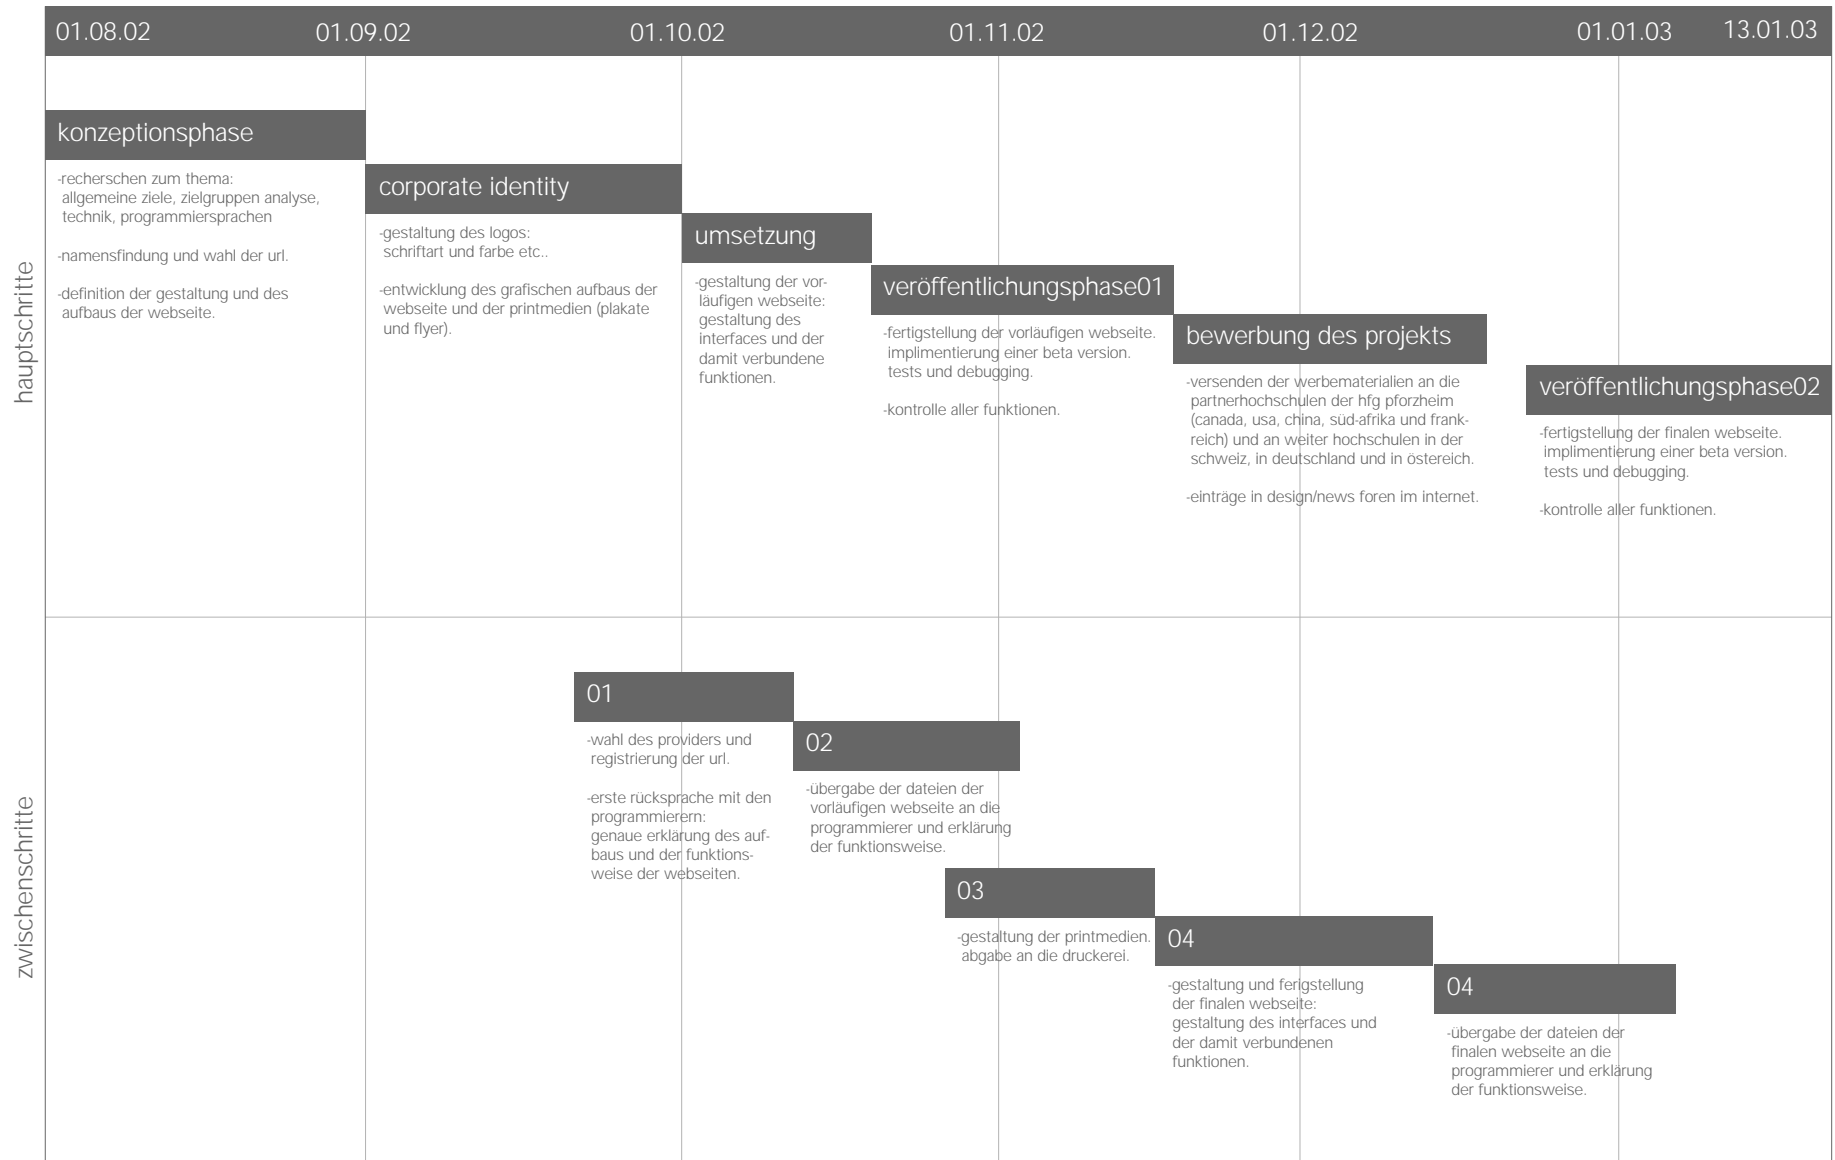 01.08.02 01.09.02 01.10.02 01.11.02 01.12.02 01.01.03 13.01.03
hauptschritte
konzeptionsphase
-recherschen zum thema:
allgemeine ziele, zielgruppen analyse,
technik, programmiersprachen
-namensfindung und wahl der url.
-definition der gestaltung und des
aufbaus der webseite.
corporate identity
-gestaltung des logos:
schriftart und farbe etc..
-entwicklung des grafischen aufbaus der
webseite und der printmedien (plakate
und flyer).
umsetzung
-gestaltung der vor-
läufigen webseite:
gestaltung des
interfaces und der
damit verbundene
funktionen.
veröffentlichungsphase01
-fertigstellung der vorläufigen webseite.
implimentierung einer beta version.
tests und debugging.
-kontrolle aller funktionen.
bewerbung des projekts
-versenden der werbematerialien an die
partnerhochschulen der hfg pforzheim
(canada, usa, china, süd-afrika und frank-
reich) und an weiter hochschulen in der
schweiz, in deutschland und in östereich.
-einträge in design/news foren im internet.
veröffentlichungsphase02
-fertigstellung der finalen webseite.
implimentierung einer beta version.
tests und debugging.
-kontrolle aller funktionen.
zwischenschritte
01
-wahl des providers und
registrierung der url.
-erste rücksprache mit den
programmierern:
genaue erklärung des auf-
baus und der funktions-
weise der webseiten.
02
-übergabe der dateien der
vorläufigen webseite an die
programmierer und erklärung
der funktionsweise.
03
-gestaltung der printmedien.
abgabe an die druckerei.
04
-gestaltung und ferigstellung
der finalen webseite:
gestaltung des interfaces und
der damit verbundenen
funktionen.
04
-übergabe der dateien der
finalen webseite an die
programmierer und erklärung
der funktionsweise.